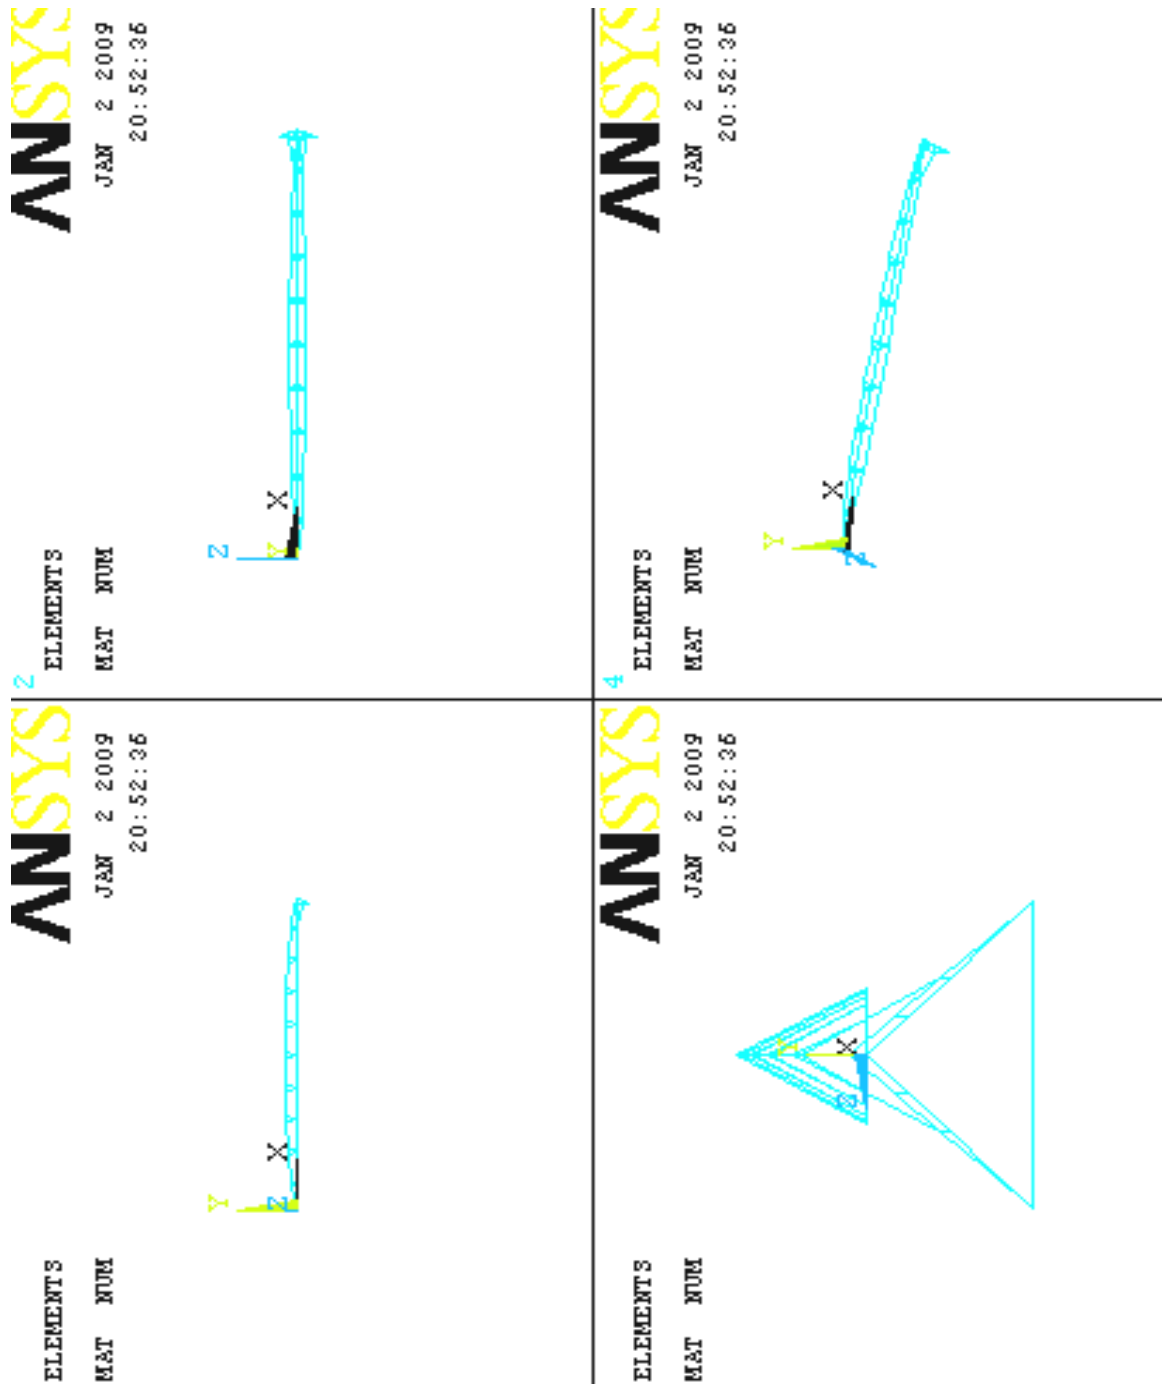 ELEMENTS
MAT NUM
ANSYS
JAN 2 2009
20:52:36
Y
Z
X
2
ELEMENTS
MAT NUM
ANSYS
JAN 2 2009
20:52:36
Z
Y
X
ELEMENTS
MAT NUM
ANSYS
JAN 2 2009
20:52:36
Y
Z
X
4
ELEMENTS
MAT NUM
ANSYS
JAN 2 2009
20:52:36
Y
Z
X